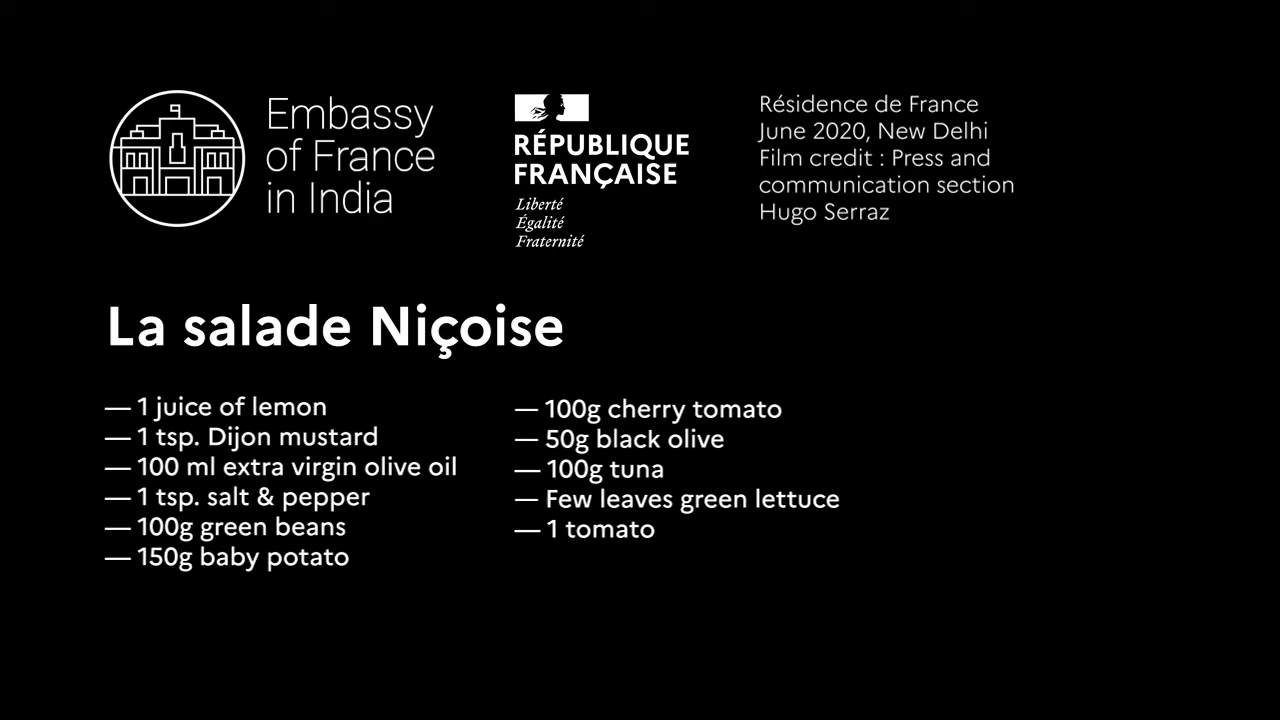 Embassy
of France
in India
RÉPUBLIQUE
FRANÇAISE
Liberté
Égalité
Fraternité
Résidence de France
June 2020, New Delhi
Film credit : Press and
communication section
Hugo Serraz
La salade Niçoise
— 1 juice of lemon
— 1 tsp. Dijon mustard
— 100 ml extra virgin olive oil
— 1 tsp. salt & pepper
— 100g green beans
— 150g baby potato
— 100g cherry tomato
— 50g black olive
— 100g tuna
— Few leaves green lettuce
— 1 tomato